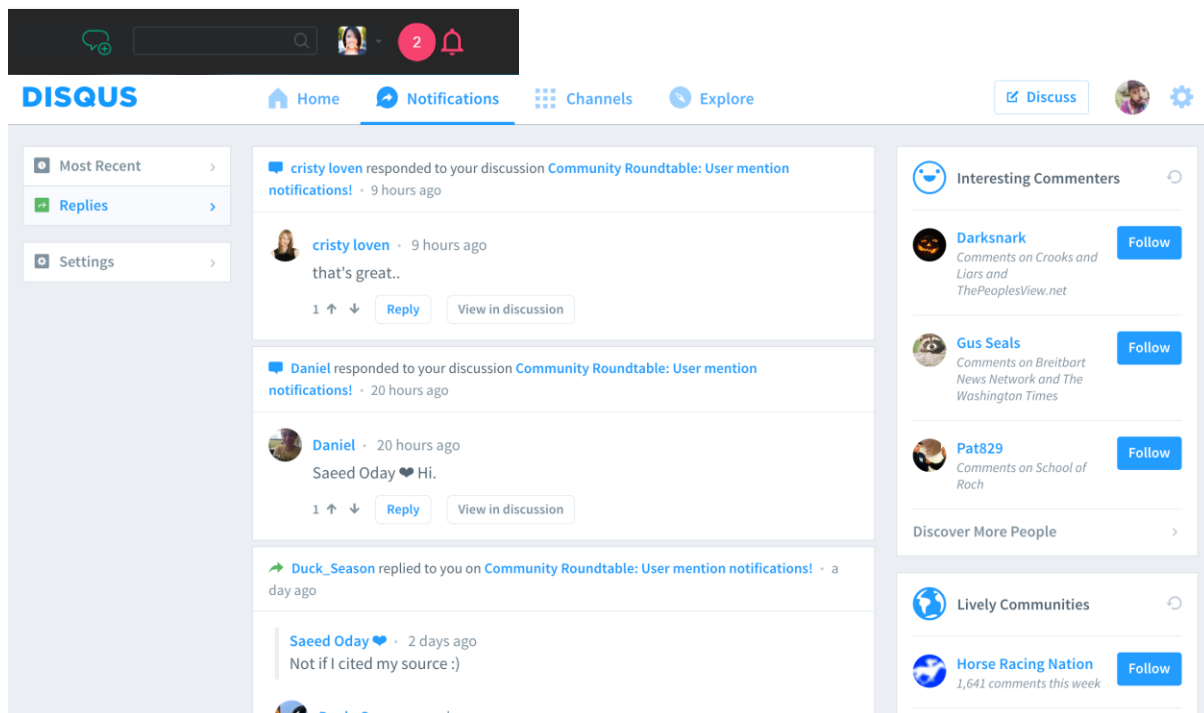 2
DISQUS
Home
Notifications
Channels
Explore
Discuss
Most Recent
Replies
Settings
cristy loven responded to your discussion Community Roundtable: User mention
notifications! · 9 hours ago
cristy loven · 9 hours ago
that's great..
1
Reply
View in discussion
Daniel responded to your discussion Community Roundtable: User mention
notifications! · 20 hours ago
Daniel · 20 hours ago
Saeed Oday ❤ Hi.
1
Reply
View in discussion
Duck_Season replied to you on Community Roundtable: User mention notifications! · a
day ago
Saeed Oday ❤ · 2 days ago
Not if I cited my source :)
Interesting Commenters
Darksnark
Follow
Comments on Crooks and
Liars and
ThePeoplesView.net
Gus Seals
Follow
Comments on Breitbart
News Network and The
Washington Times
Pat829
Follow
Comments on School of
Roch
Discover More People
Lively Communities
Horse Racing Nation
Follow
1,641 comments this week